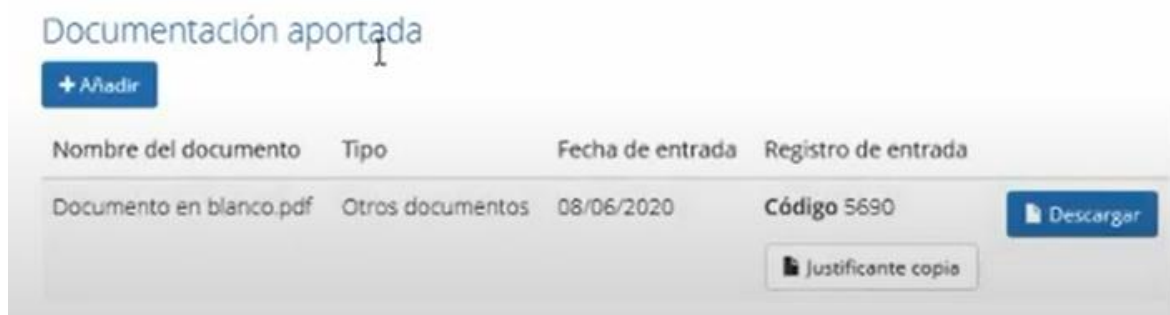 Documentación aportada
+ Añadir
Nombre del documento Tipo Fecha de entrada Registro de entrada
Documento en blanco.pdf Otros documentos 08/06/2020 Código 5690 Descargar
Justificante copia